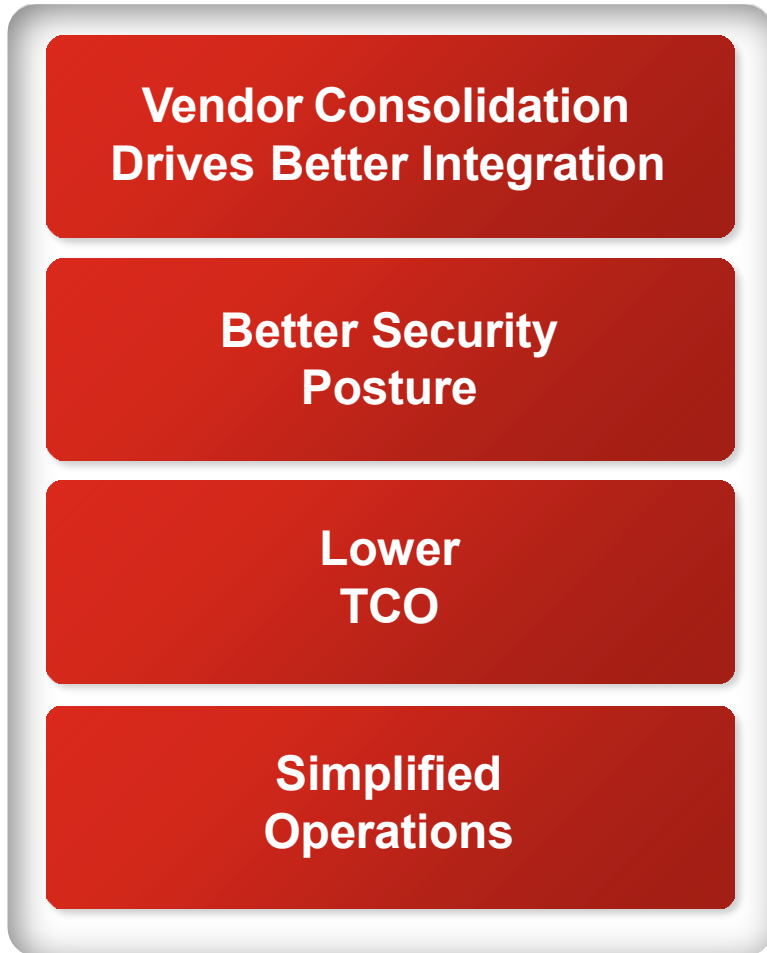 Vendor Consolidation
Drives Better Integration
Better Security
Posture
Lower
TCO
Simplified
Operations